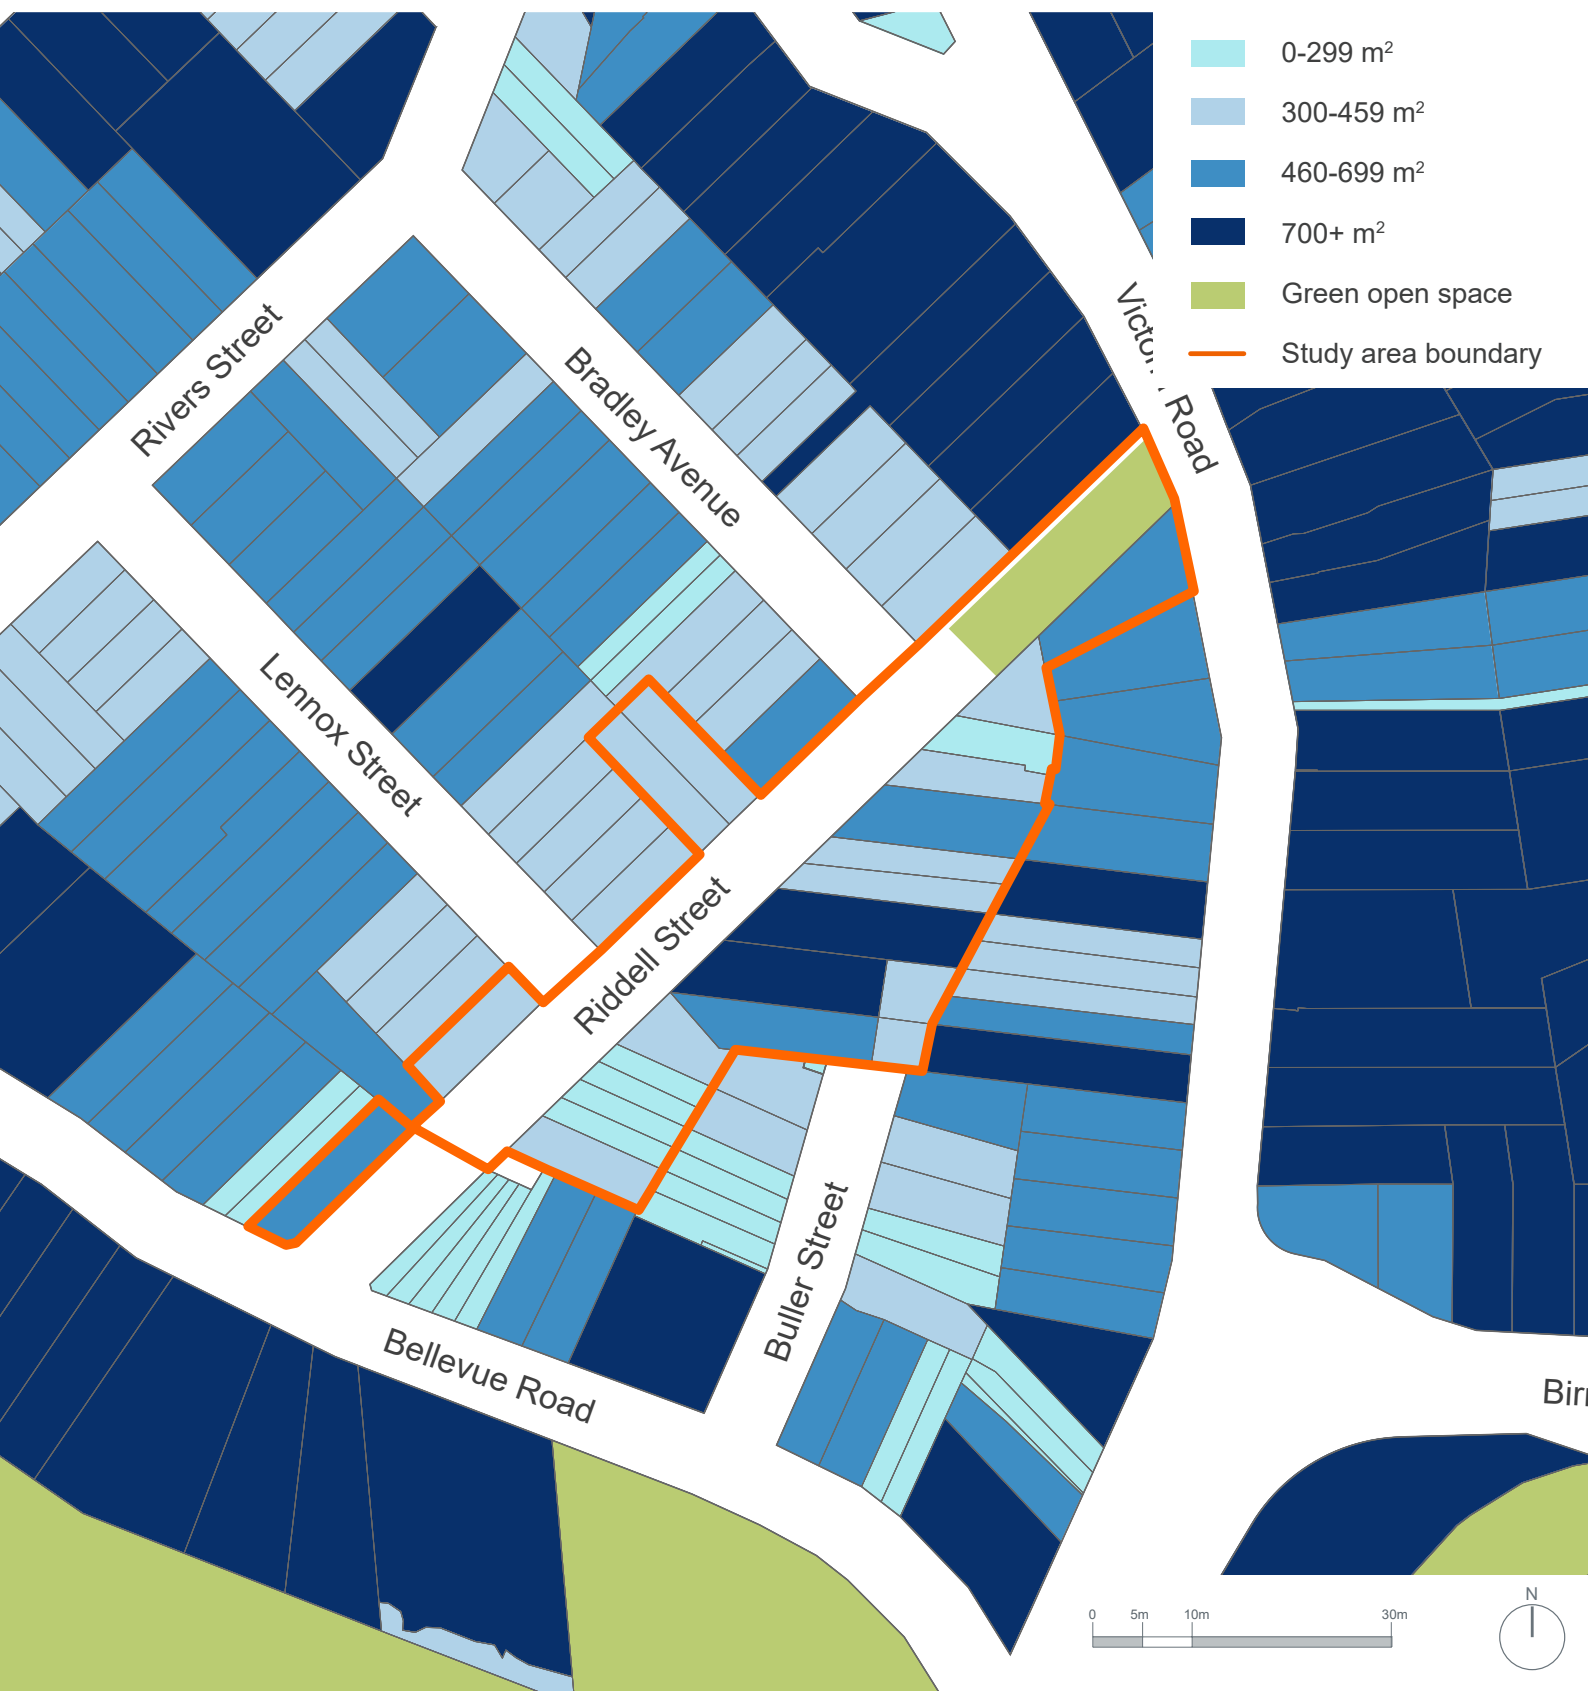 0-299 m²
300-459 m²
460-699 m²
700+ m²
Green open space
Study area boundary
Rivers Street
Bradley Avenue
Road
Lennox Street
Riddell Street
Buller Street
Bellevue Road
0 5m 10m 30m
N